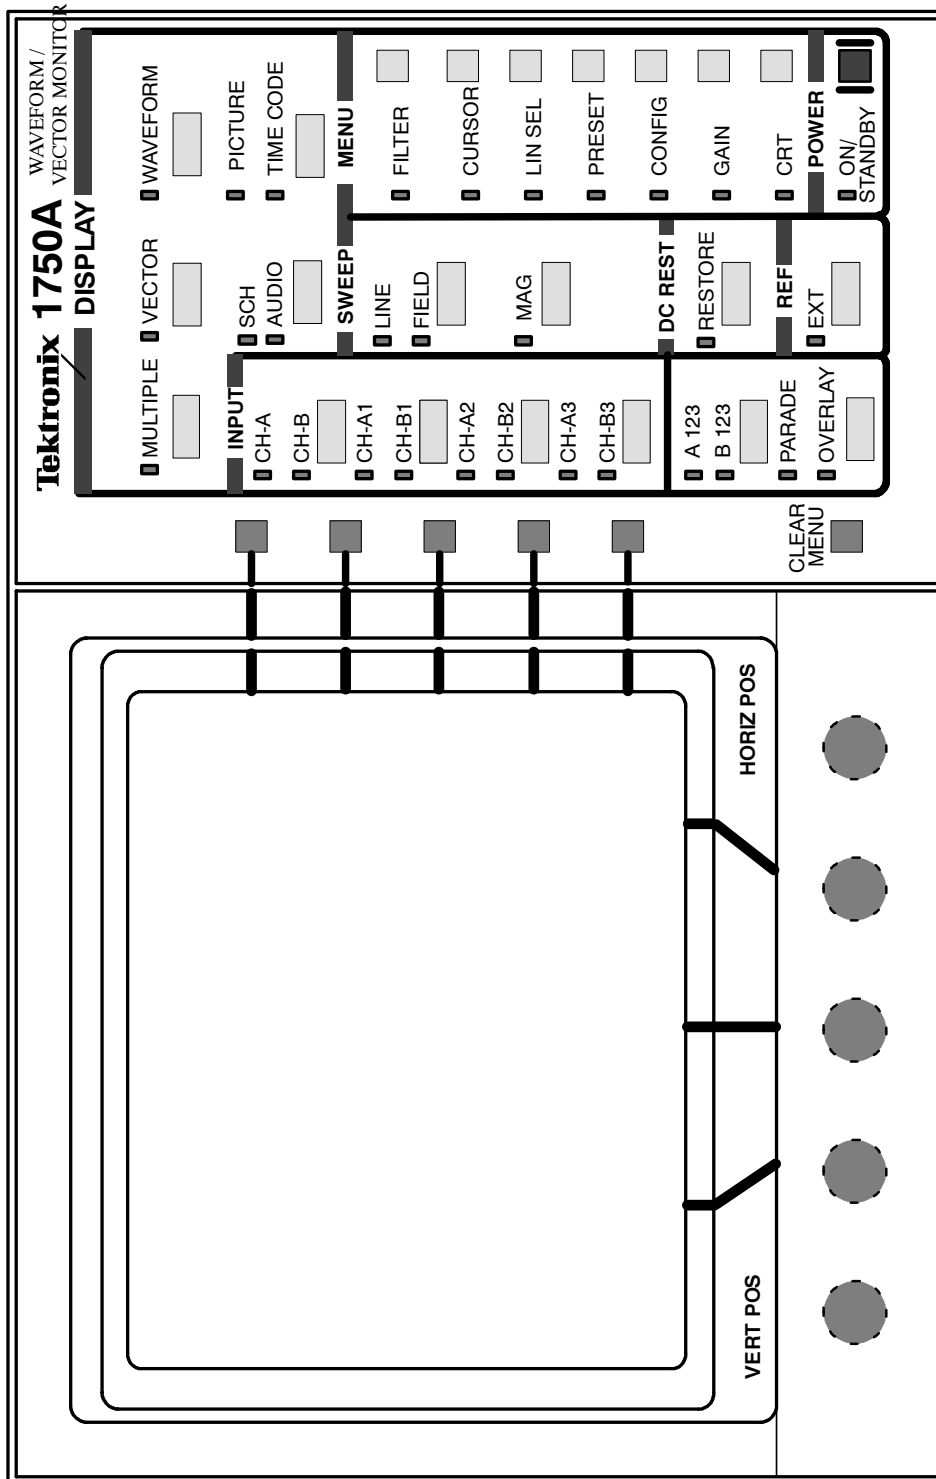 Tektronix 1750A WAVEFORM /
VECTOR MONITOR
DISPLAY
MULTIPLE
VECTOR
WAVEFORM
PICTURE
SCH
AUDIO
TIME CODE
INPUT
SWEEP
MENU
CH-A
CH-B
CH-A1
CH-B1
CH-A2
CH-B2
CH-A3
CH-B3
LINE
FIELD
MAG
FILTER
CURSOR
LIN SEL
PRESET
CONFIG
GAIN
CRT
DC REST
RESTORE
A 123
B 123
PARADE
OVERLAY
REF
EXT
POWER
ON/
STANDBY
CLEAR
MENU
VERT POS
HORIZ POS